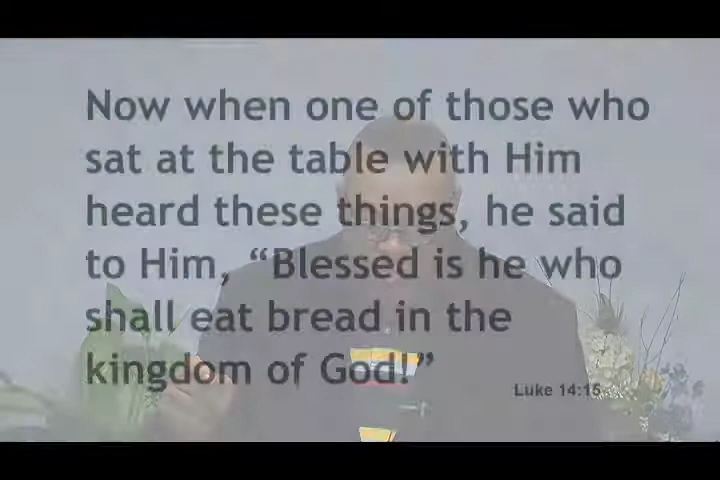 Now when one of those who
sat at the table with Him
heard these things, he said
to Him, “Blessed is he who
shall eat bread in the
kingdom of God!”
Luke 14:15